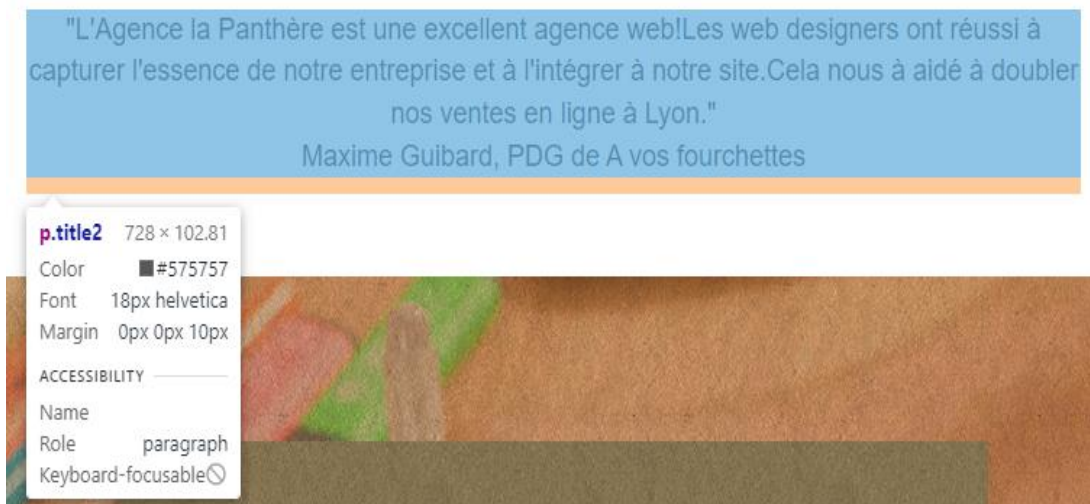 "L'Agence la Panthère est une excellent agence web!Les web designers ont réussi à
capturer l'essence de notre entreprise et à l'intégrer à notre site.Cela nous à aidé à doubler
nos ventes en ligne à Lyon."
Maxime Guibard, PDG de A vos fourchettes
p.title2 728 × 102.81
Color #575757
Font 18px helvetica
Margin 0px 0px 10px
ACCESSIBILITY
Name
Role paragraph
Keyboard-focusable